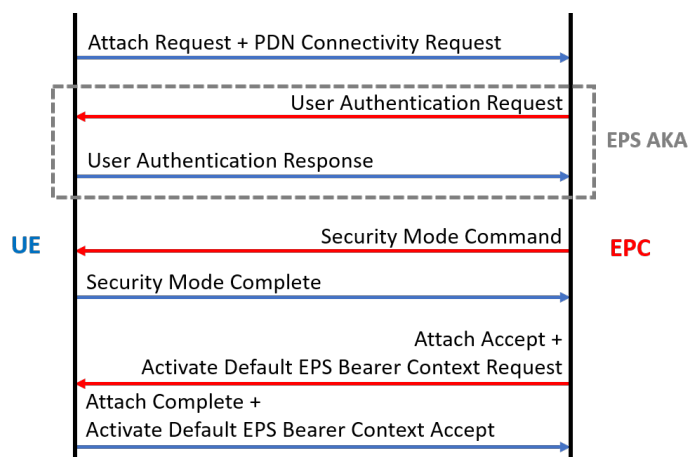 Attach Request + PDN Connectivity Request
User Authentication Request
EPS AKA
User Authentication Response
UE
Security Mode Command
EPC
Security Mode Complete
Attach Accept +
Activate Default EPS Bearer Context Request
Attach Complete +
Activate Default EPS Bearer Context Accept